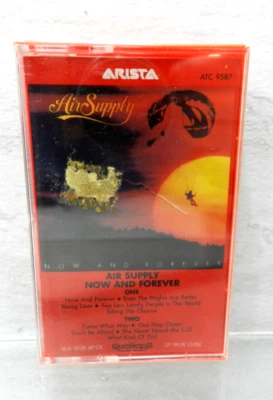 ARISTA
ATC 9587
Air Supply
NOW AND FOREVER
AIR SUPPLY
NOW AND FOREVER
ONE
Now And Forever • Even The Nights Are Better
Young Love • Two Less Lonely People In The World
Taking The Chance
TWO
Come What May • One Step Closer
Don't Be Afraid • She Never Heard Me Call
What Kind Of Girl